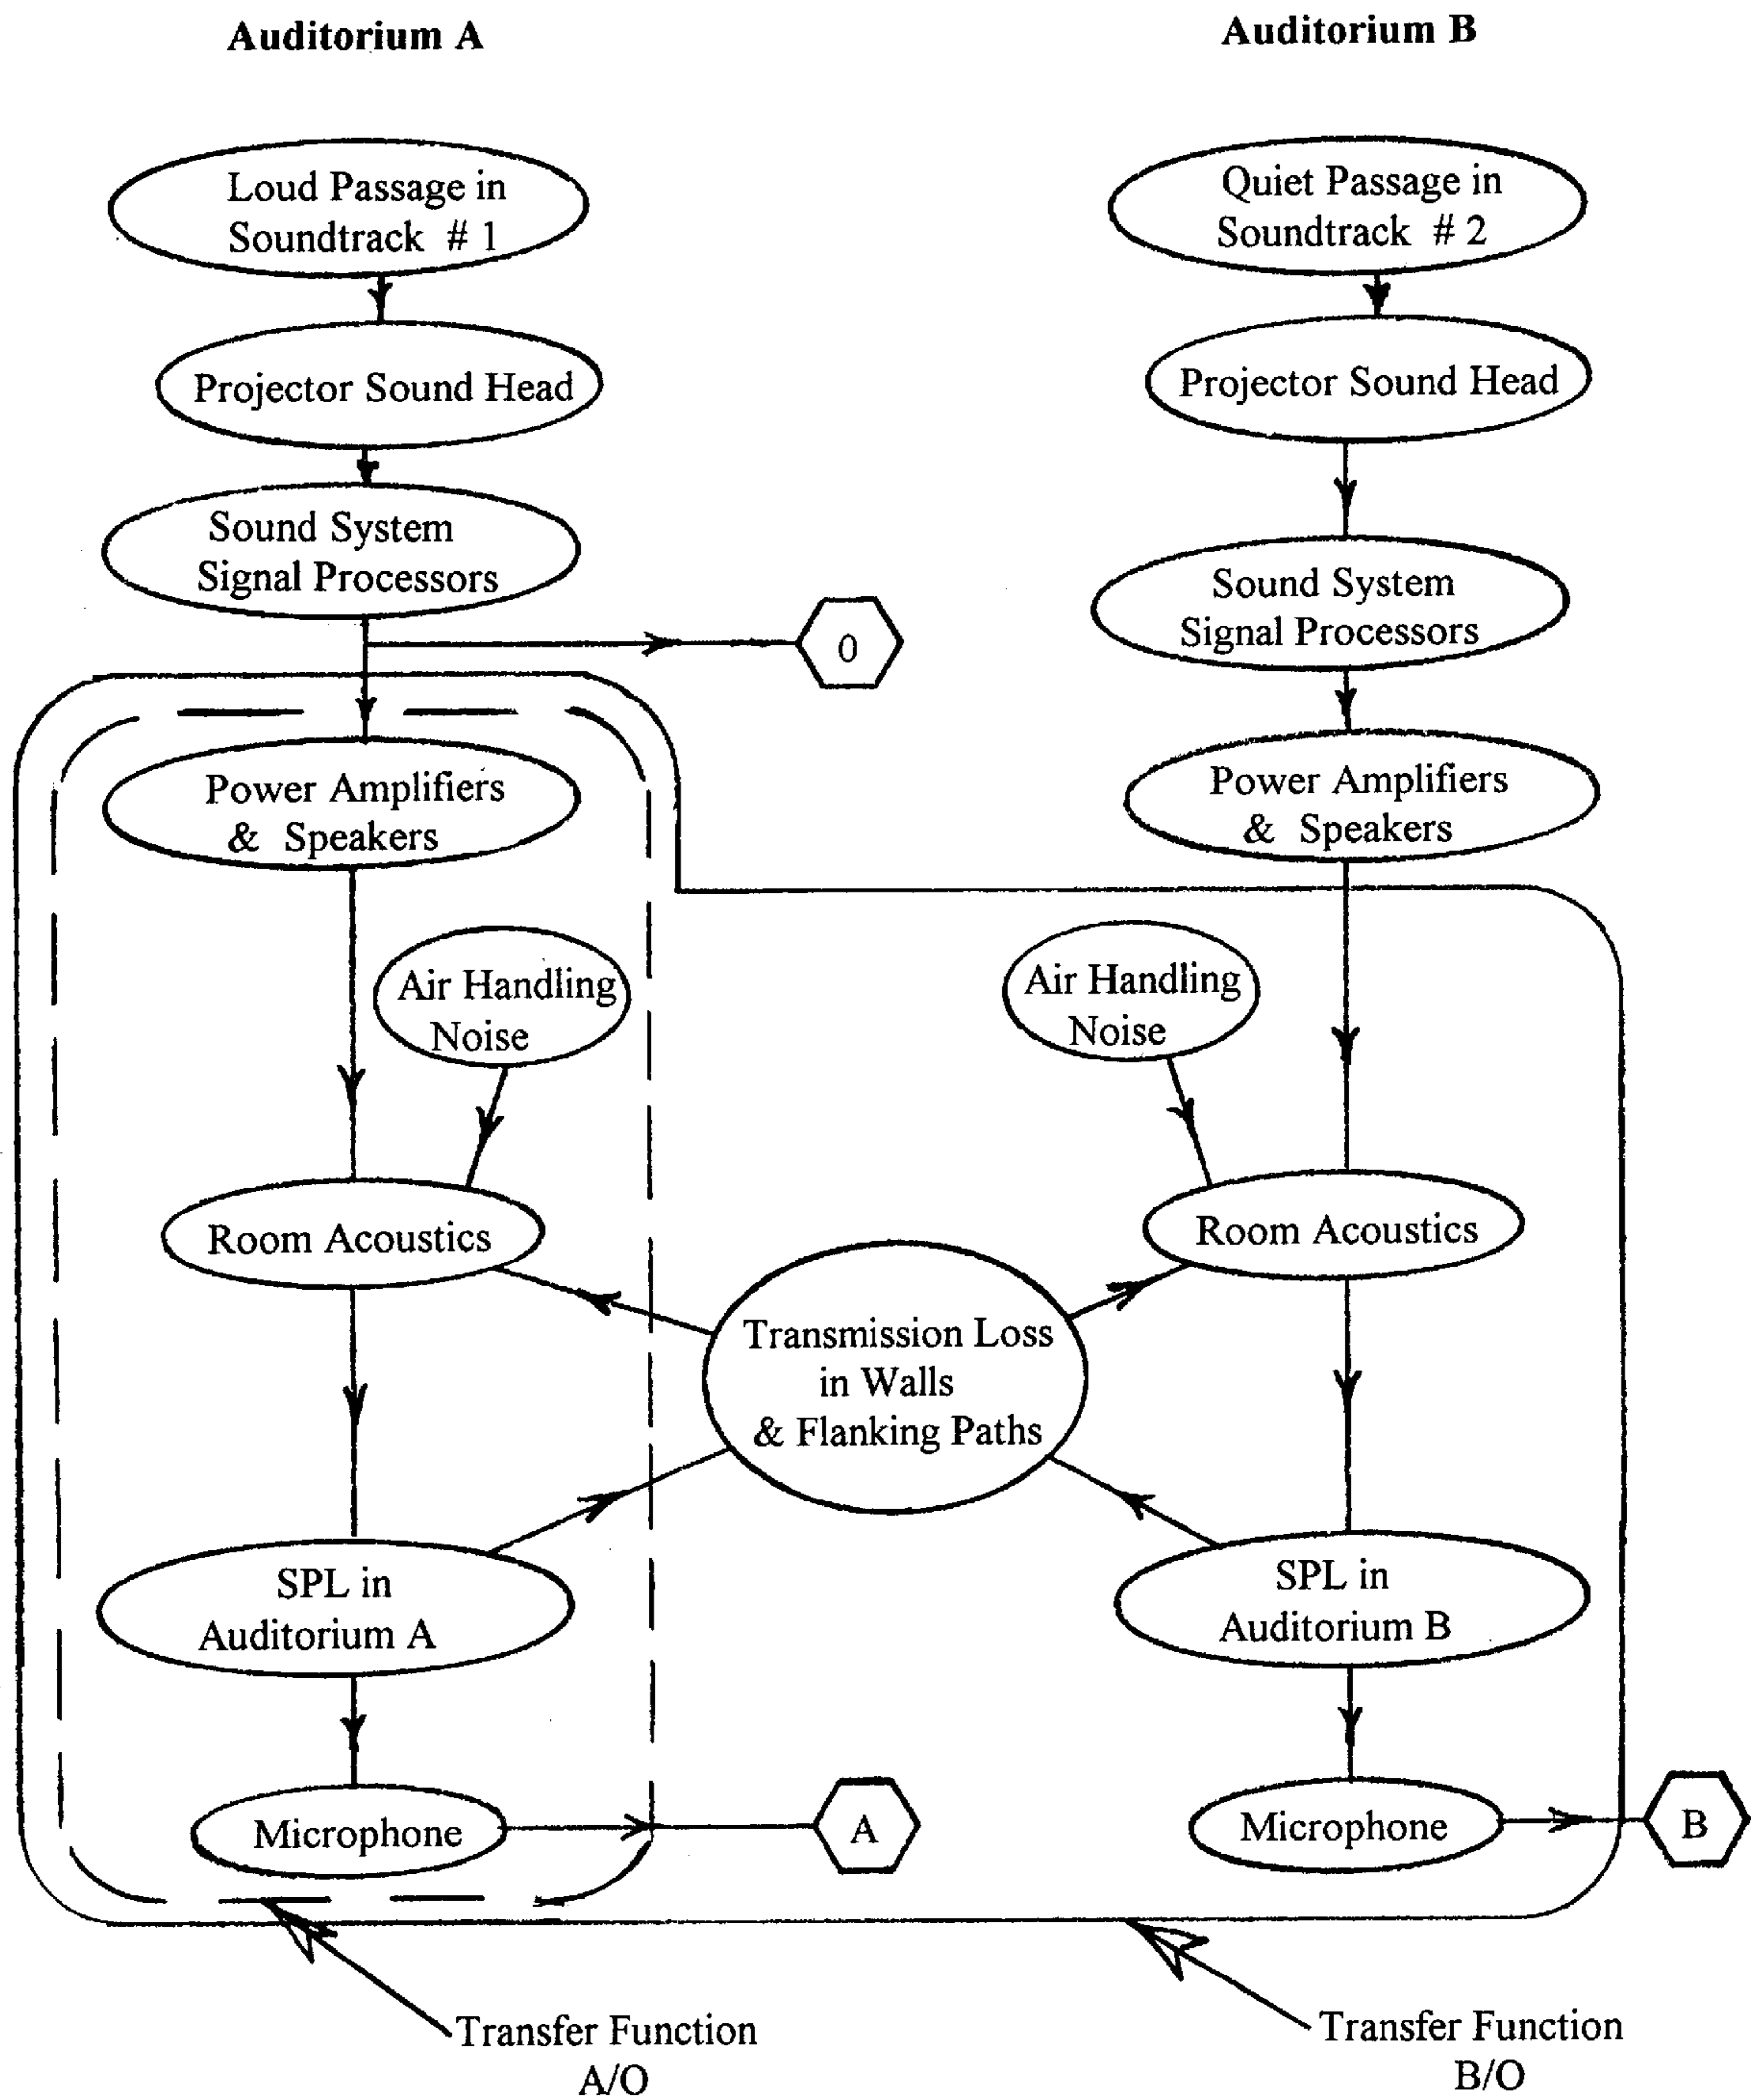 Auditorium A
Auditorium B
Loud Passage in
Soundtrack # 1
Quiet Passage in
Soundtrack # 2
Projector Sound Head
Projector Sound Head
Sound System
Signal Processors
Sound System
Signal Processors
0
Power Amplifiers
& Speakers
Power Amplifiers
& Speakers
Air Handling
Noise
Air Handling
Noise
Room Acoustics
Room Acoustics
Transmission Loss
in Walls
& Flanking Paths
SPL in
Auditorium A
SPL in
Auditorium B
Microphone
A
Microphone
B
Transfer Function
A/O
Transfer Function
B/O